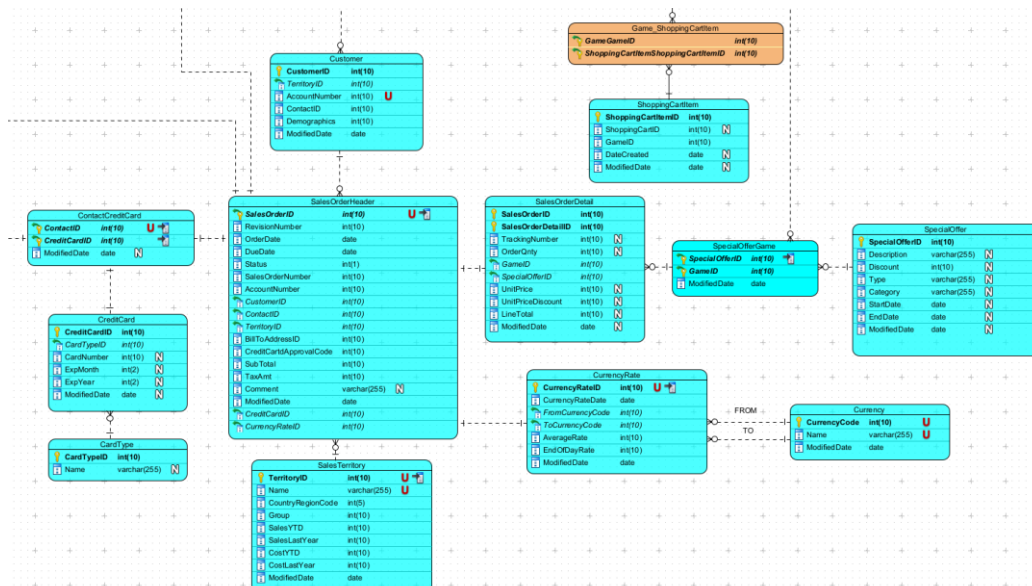 Customer
CustomerID int(10)
TerritoryID int(10)
AccountNumber int(10) U
ContactID int(10)
Demographics int(10)
ModifiedDate date
Game_ShoppingCartItem
GameGameID int(10)
ShoppingCartItemShoppingCartItemID int(10)
ShoppingCartItem
ShoppingCartItemID int(10)
ShoppingCartID int(10) N
GameID int(10)
DateCreated date N
ModifiedDate date N
ContactCreditCard
ContactID int(10) U
CreditCardID int(10)
ModifiedDate date N
SalesOrderHeader
SalesOrderID int(10) U
RevisionNumber int(10)
OrderDate date
DueDate date
Status int(1)
SalesOrderNumber int(10)
AccountNumber int(10)
CustomerID int(10)
ContactID int(10)
TerritoryID int(10)
BillToAddressID int(10)
CreditCartdApprovalCode int(10)
SubTotal int(10)
TaxAmt int(10)
Comment varchar(255) N
ModifiedDate date
CreditCardID int(10)
CurrencyRateID int(10)
SalesOrderDetail
SalesOrderID int(10)
SalesOrderDetailID int(10)
TrackingNumber int(10) N
OrderQnty int(10) N
GameID int(10)
SpecialOfferID int(10)
UnitPrice int(10) N
UnitPriceDiscount int(10) N
LineTotal int(10) N
ModifiedDate date N
SpecialOfferGame
SpecialOfferID int(10)
GameID int(10)
ModifiedDate date
SpecialOffer
SpecialOfferID int(10)
Description varchar(255) N
Discount int(10) N
Type varchar(255) N
Category varchar(255) N
StartDate date N
EndDate date N
ModifiedDate date N
CreditCard
CreditCardID int(10)
CardTypeID int(10)
CardNumber int(10) N
ExpMonth int(2) N
ExpYear int(2) N
ModifiedDate date N
CardType
CardTypeID int(10)
Name varchar(255) N
CurrencyRate
CurrencyRateID int(10) U
CurrencyRateDate date
FromCurrencyCode int(10)
ToCurrencyCode int(10)
AverageRate int(10)
EndOfDayRate int(10)
ModifiedDate date
FROM
TO
Currency
CurrencyCode int(10) U
Name varchar(255) U
ModifiedDate date
SalesTerritory
TerritoryID int(10) U
Name varchar(255) U
CountryRegionCode int(5)
Group int(10)
SalesYTD int(10)
SalesLastYear int(10)
CostYTD int(10)
CostLastYear int(10)
ModifiedDate date